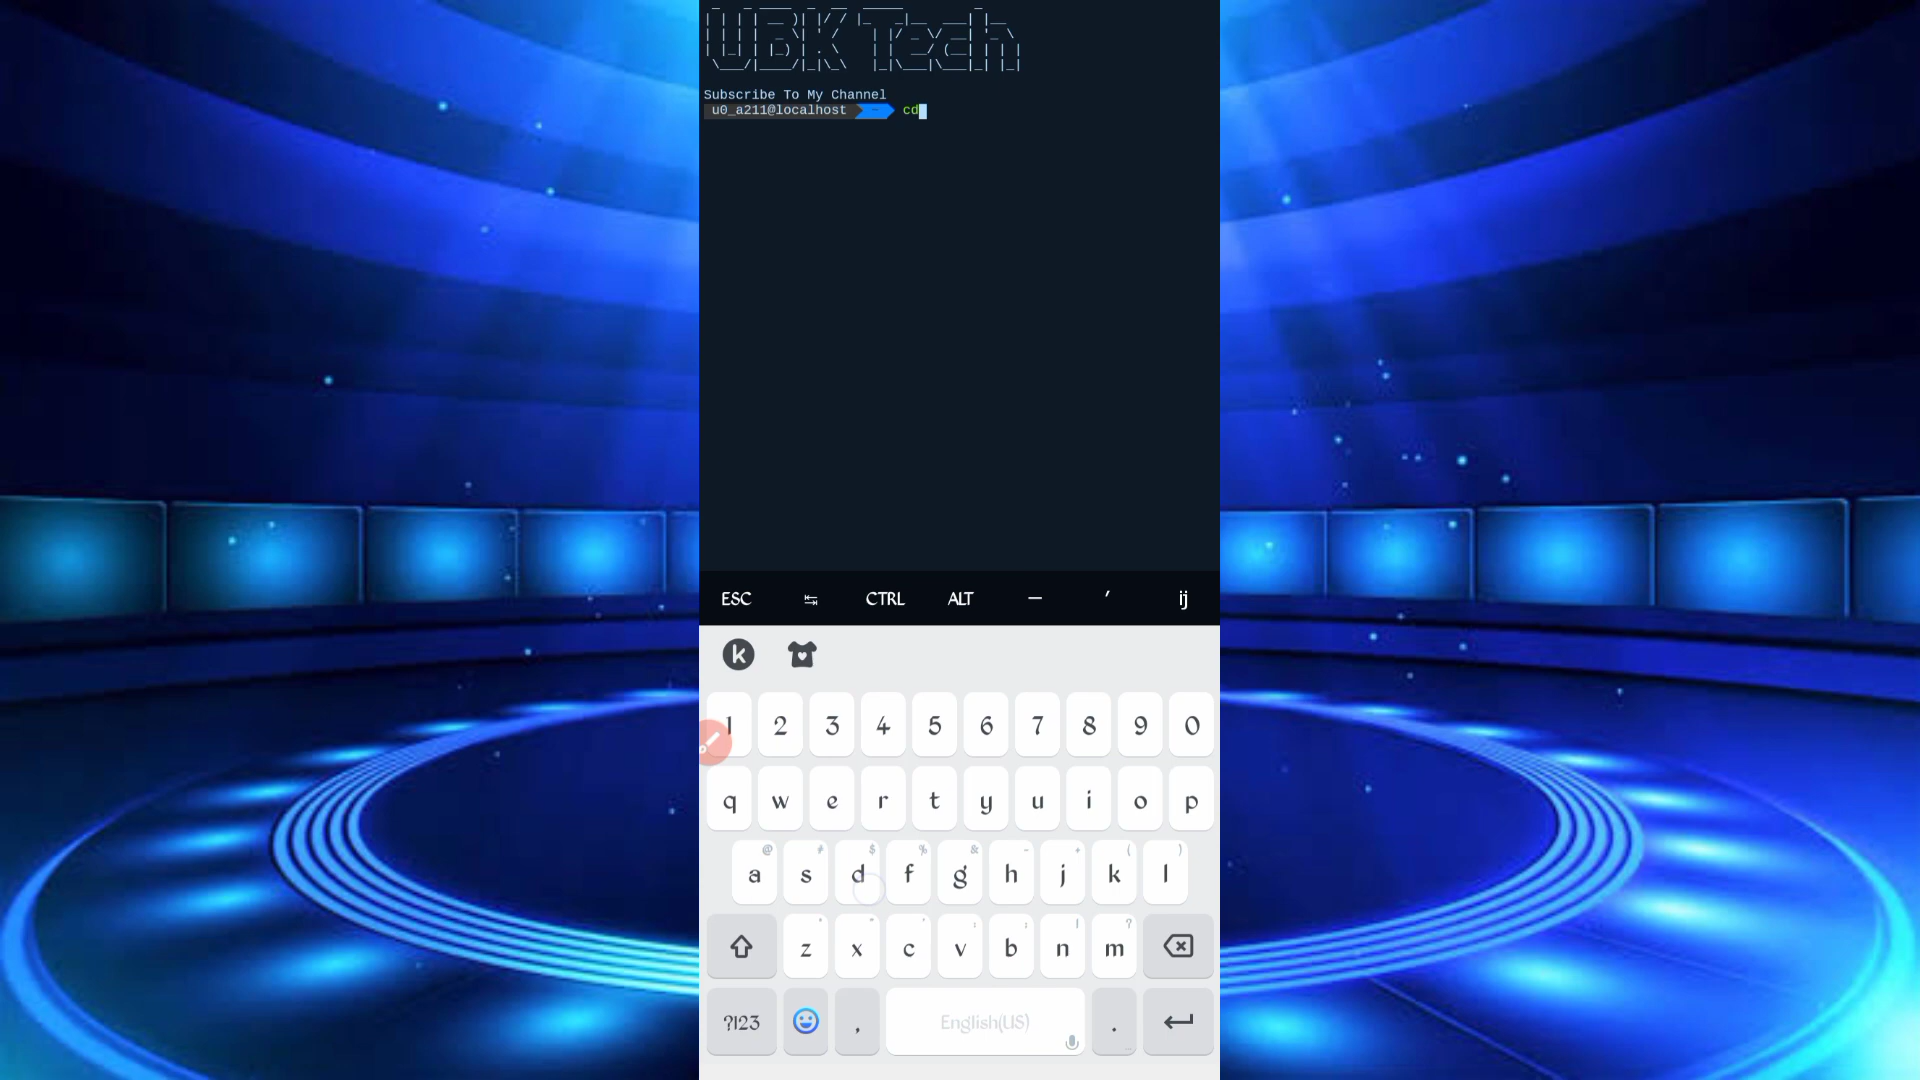 UBK Tech
Subscribe To My Channel
u0_a211@localhost ~ cd
ESC ↹ CTRL ALT – ′ ij
k
1 2 3 4 5 6 7 8 9 0
q w e r t y u i o p
@ $ % & - + ( )
a s d f g h j k l
z x c v b n m
?123 , English(US) .